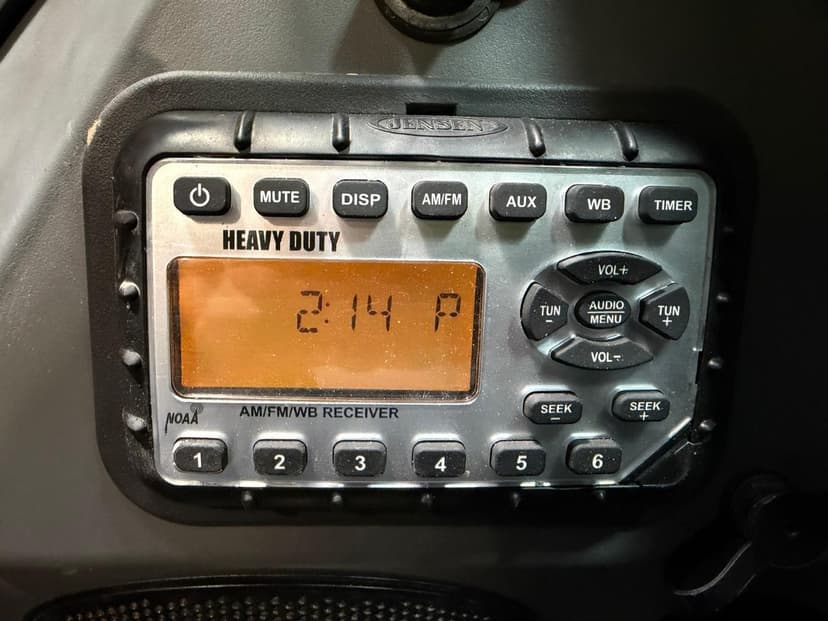 JENSEN
MUTE DISP AM/FM AUX WB TIMER
HEAVY DUTY
VOL+
2:14 P
TUN - AUDIO/MENU TUN +
VOL-
SEEK - SEEK +
NOAA AM/FM/WB RECEIVER
1 2 3 4 5 6